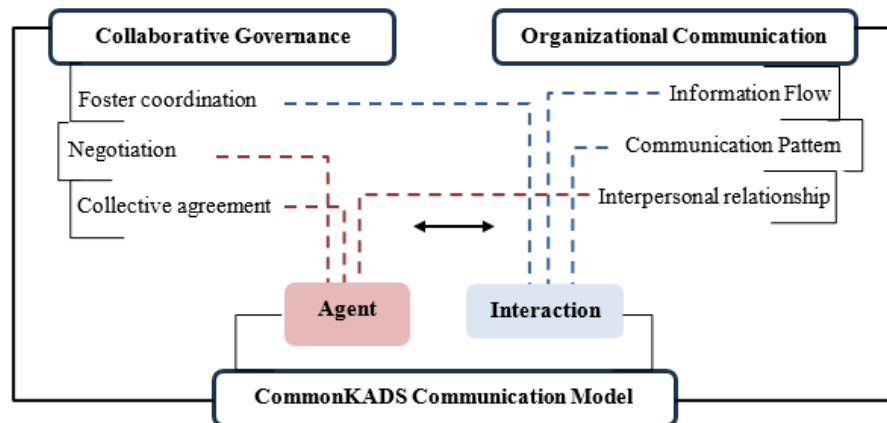 Collaborative Governance
Organizational Communication
Foster coordination
Information Flow
Negotiation
Communication Pattern
Collective agreement
Interpersonal relationship
Agent
Interaction
CommonKADS Communication Model